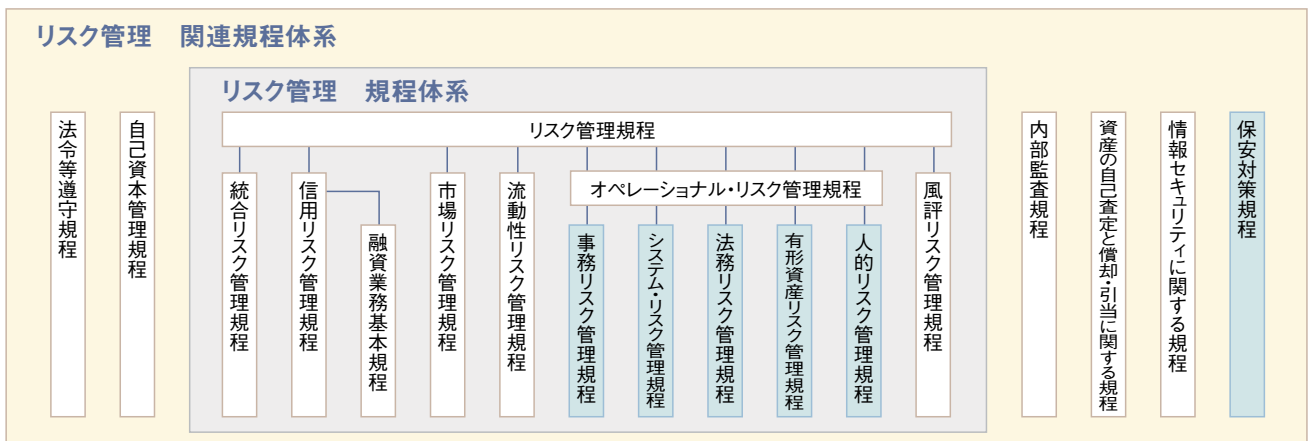 リスク管理　関連規程体系
リスク管理　規程体系
法令等遵守規程
自己資本管理規程
リスク管理規程
統合リスク管理規程
信用リスク管理規程
融資業務基本規程
市場リスク管理規程
流動性リスク管理規程
オペレーショナル・リスク管理規程
事務リスク管理規程
システム・リスク管理規程
法務リスク管理規程
有形資産リスク管理規程
人的リスク管理規程
風評リスク管理規程
内部監査規程
資産の自己査定と償却・引当に関する規程
情報セキュリティに関する規程
保安対策規程